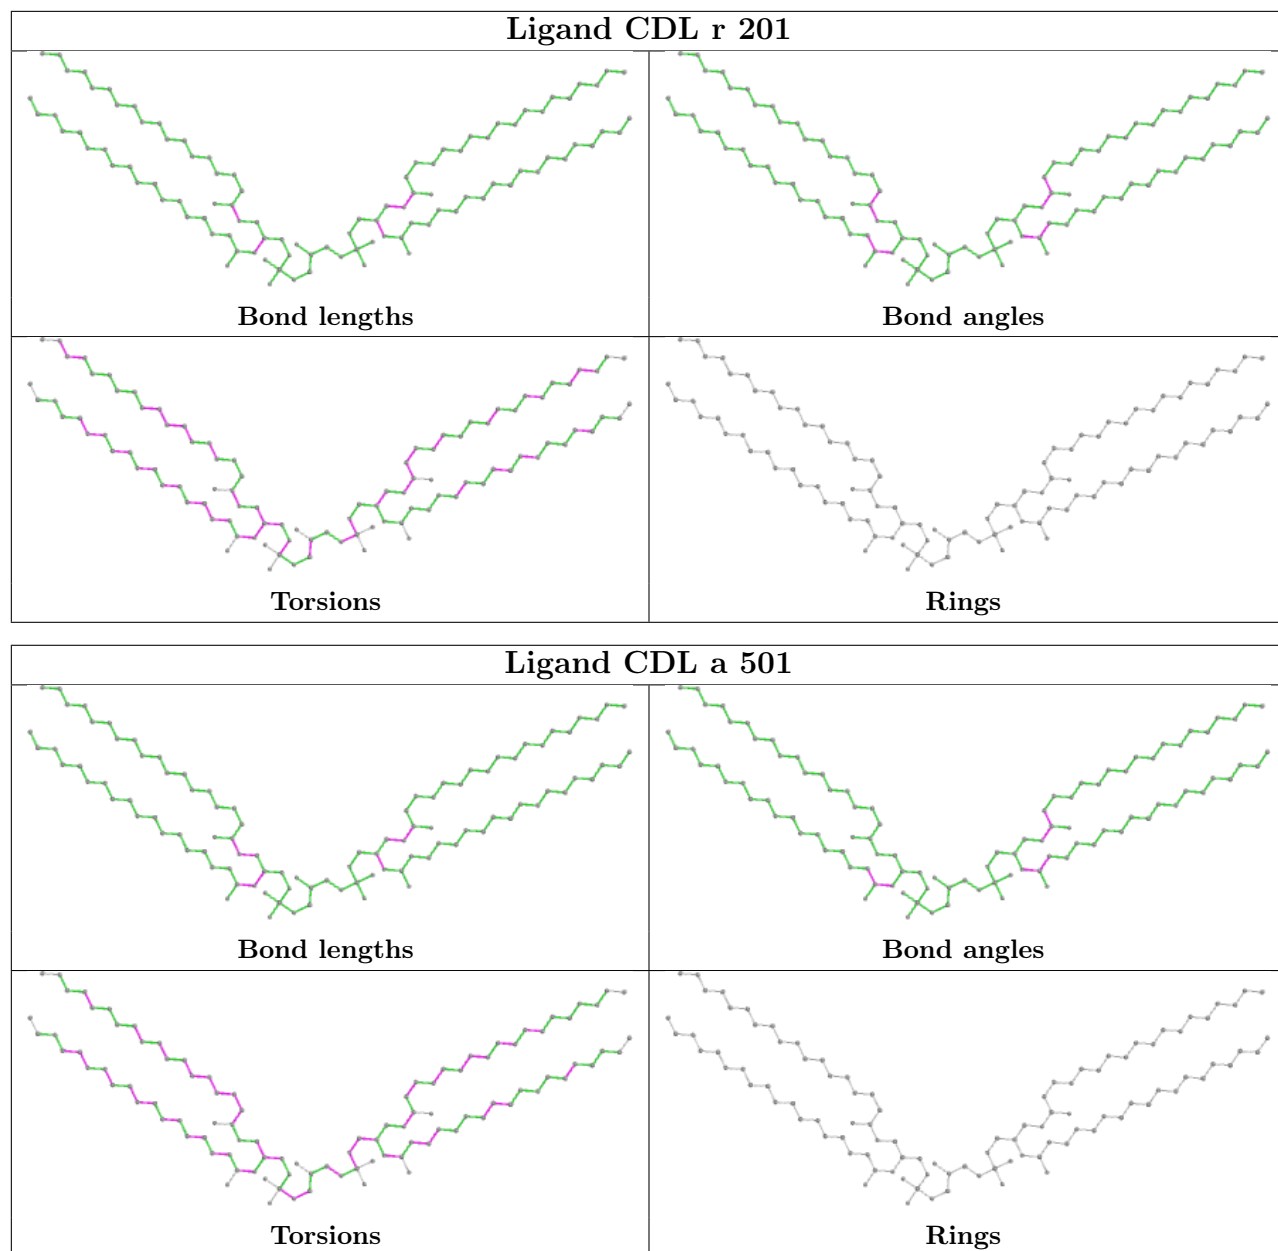 Ligand CDL r 201
Bond lengths
Bond angles
Torsions
Rings
Ligand CDL a 501
Bond lengths
Bond angles
Torsions
Rings